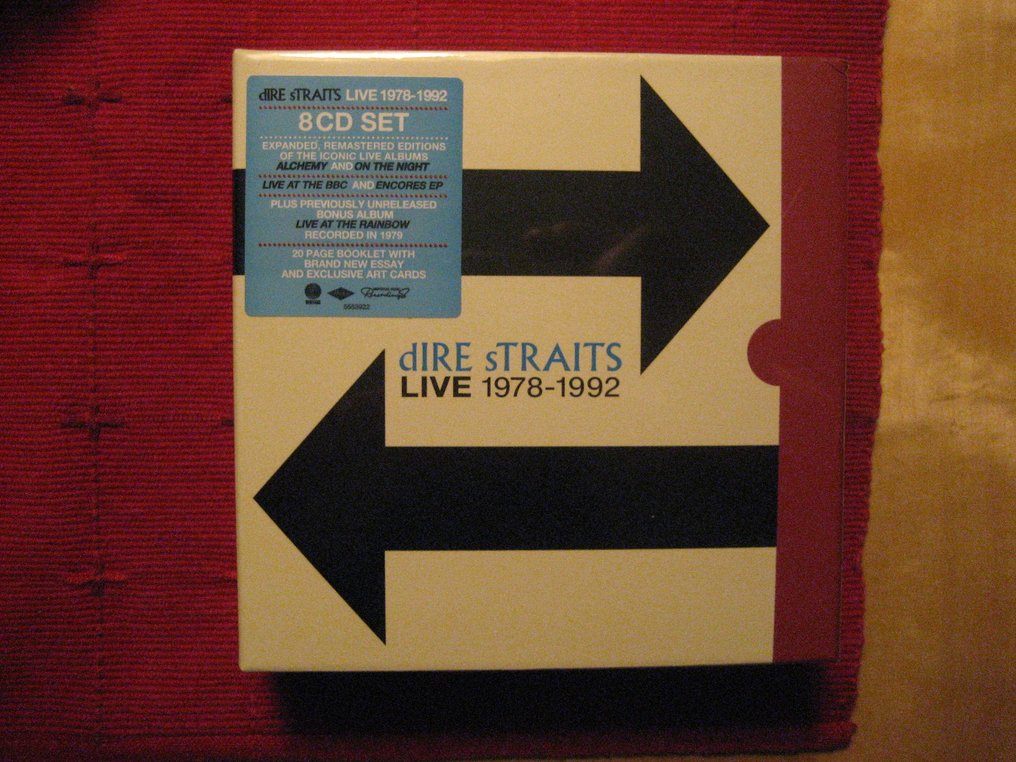 dIRE sTRAITS LIVE 1978-1992
8CD SET
EXPANDED, REMASTERED EDITIONS
OF THE ICONIC LIVE ALBUMS
ALCHEMY AND ON THE NIGHT
LIVE AT THE BBC AND ENCORES EP
PLUS PREVIOUSLY UNRELEASED
BONUS ALBUM
LIVE AT THE RAINBOW
RECORDED IN 1979
20 PAGE BOOKLET WITH
BRAND NEW ESSAY
AND EXCLUSIVE ART CARDS
dIRE sTRAITS
LIVE 1978-1992